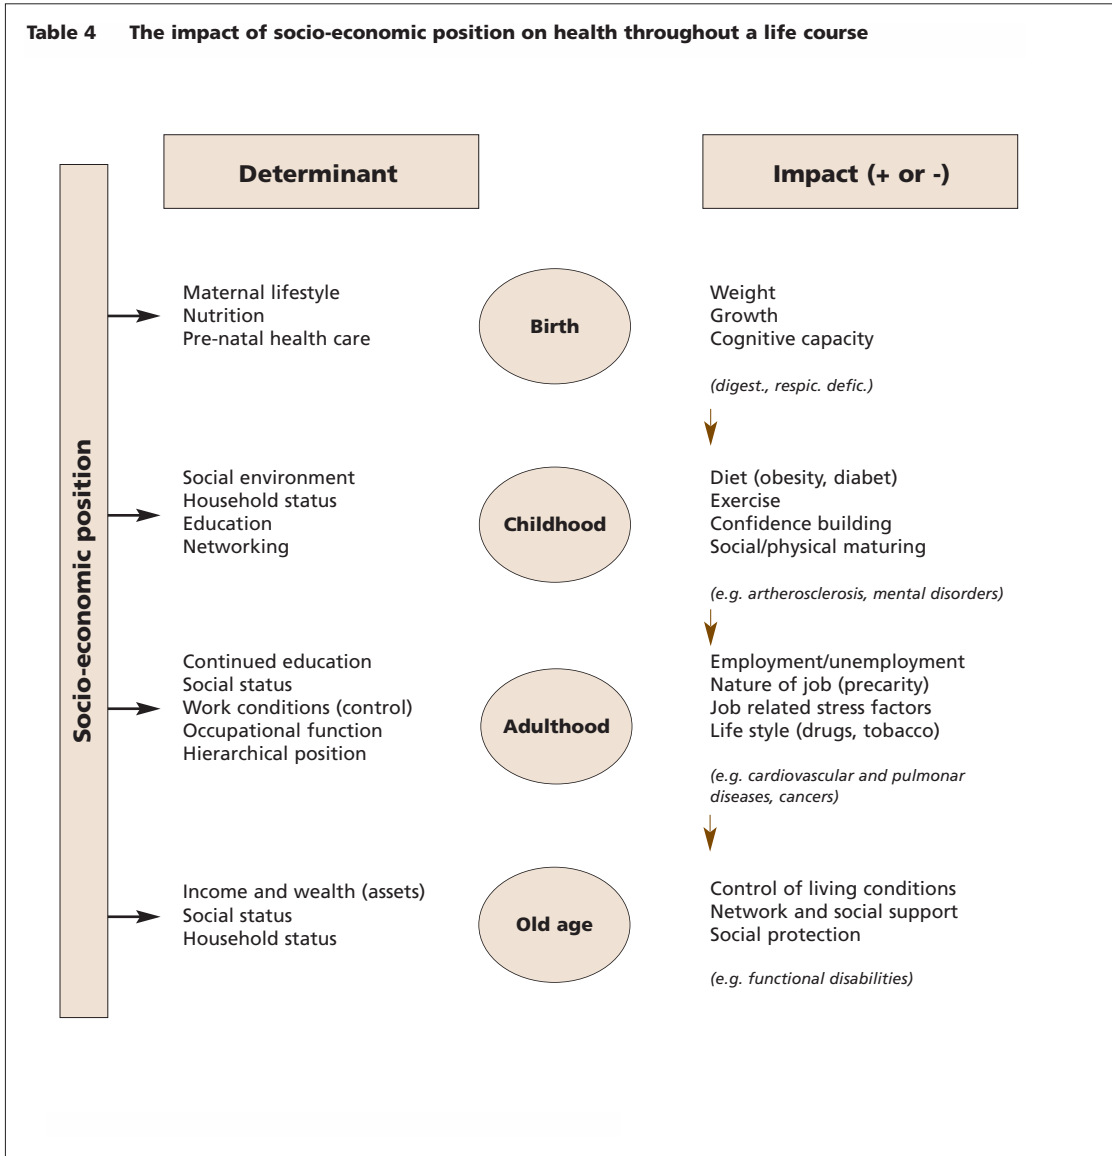 Table 4 The impact of socio-economic position on health throughout a life course
Determinant
Impact (+ or -)
Socio-economic position
Maternal lifestyle
Nutrition
Pre-natal health care
Birth
Weight
Growth
Cognitive capacity
(digest., respic. defic.)
Social environment
Household status
Education
Networking
Childhood
Diet (obesity, diabet)
Exercise
Confidence building
Social/physical maturing
(e.g. artherosclerosis, mental disorders)
Continued education
Social status
Work conditions (control)
Occupational function
Hierarchical position
Adulthood
Employment/unemployment
Nature of job (precarity)
Job related stress factors
Life style (drugs, tobacco)
(e.g. cardiovascular and pulmonar
diseases, cancers)
Income and wealth (assets)
Social status
Household status
Old age
Control of living conditions
Network and social support
Social protection
(e.g. functional disabilities)